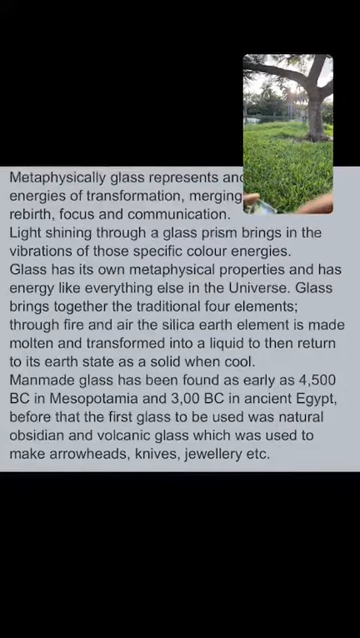 Metaphysically glass represents
energies of transformation, merging
rebirth, focus and communication.
Light shining through a glass prism brings in the
vibrations of those specific colour energies.
Glass has its own metaphysical properties and has
energy like everything else in the Universe. Glass
brings together the traditional four elements;
through fire and air the silica earth element is made
molten and transformed into a liquid to then return
to its earth state as a solid when cool.
Manmade glass has been found as early as 4,500
BC in Mesopotamia and 3,00 BC in ancient Egypt,
before that the first glass to be used was natural
obsidian and volcanic glass which was used to
make arrowheads, knives, jewellery etc.